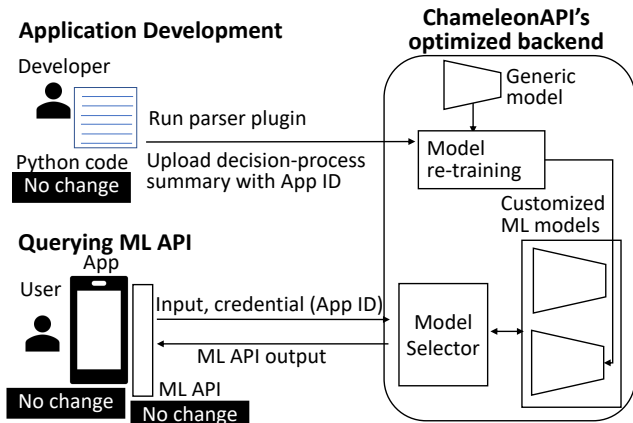 Application Development
Developer
Python code
No change
Run parser plugin
Upload decision-process
summary with App ID
ChameleonAPI's
optimized backend
Generic
model
Model
re-training
Customized
ML models
Querying ML API
App
User
Input, credential (App ID)
ML API output
Model
Selector
ML API
No change
No change